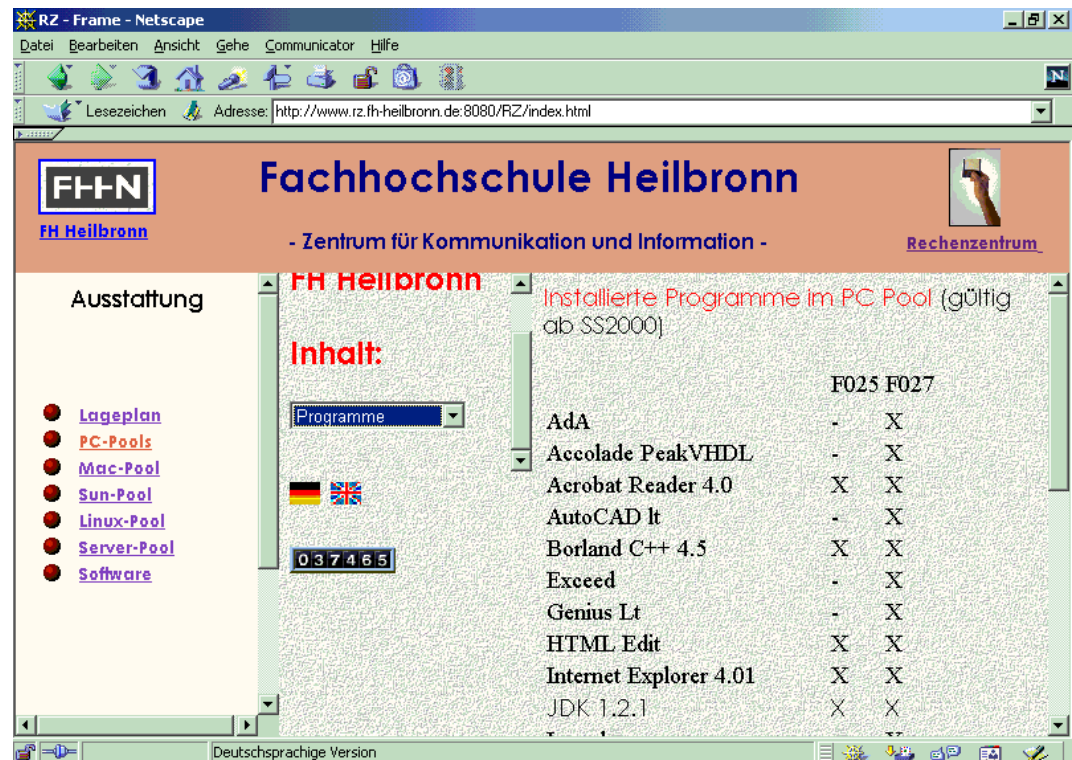 RZ - Frame - Netscape
Datei Bearbeiten Ansicht Gehe Communicator Hilfe
N
Lesezeichen Adresse: http://www.rz.fh-heilbronn.de:8080/RZ/index.html
FHN
FH Heilbronn
Fachhochschule Heilbronn
- Zentrum für Kommunikation und Information -
Rechenzentrum
Ausstattung
Lageplan
PC-Pools
Mac-Pool
Sun-Pool
Linux-Pool
Server-Pool
Software
FH Heilbronn
Inhalt:
Programme
037465
Installierte Programme im PC Pool (gültig
ab SS2000)
F025 F027
AdA - X
Accolade PeakVHDL - X
Acrobat Reader 4.0 X X
AutoCAD lt - X
Borland C++ 4.5 X X
Exceed - X
Genius Lt - X
HTML Edit X X
Internet Explorer 4.01 X X
JDK 1.2.1 X X
Deutschsprachige Version